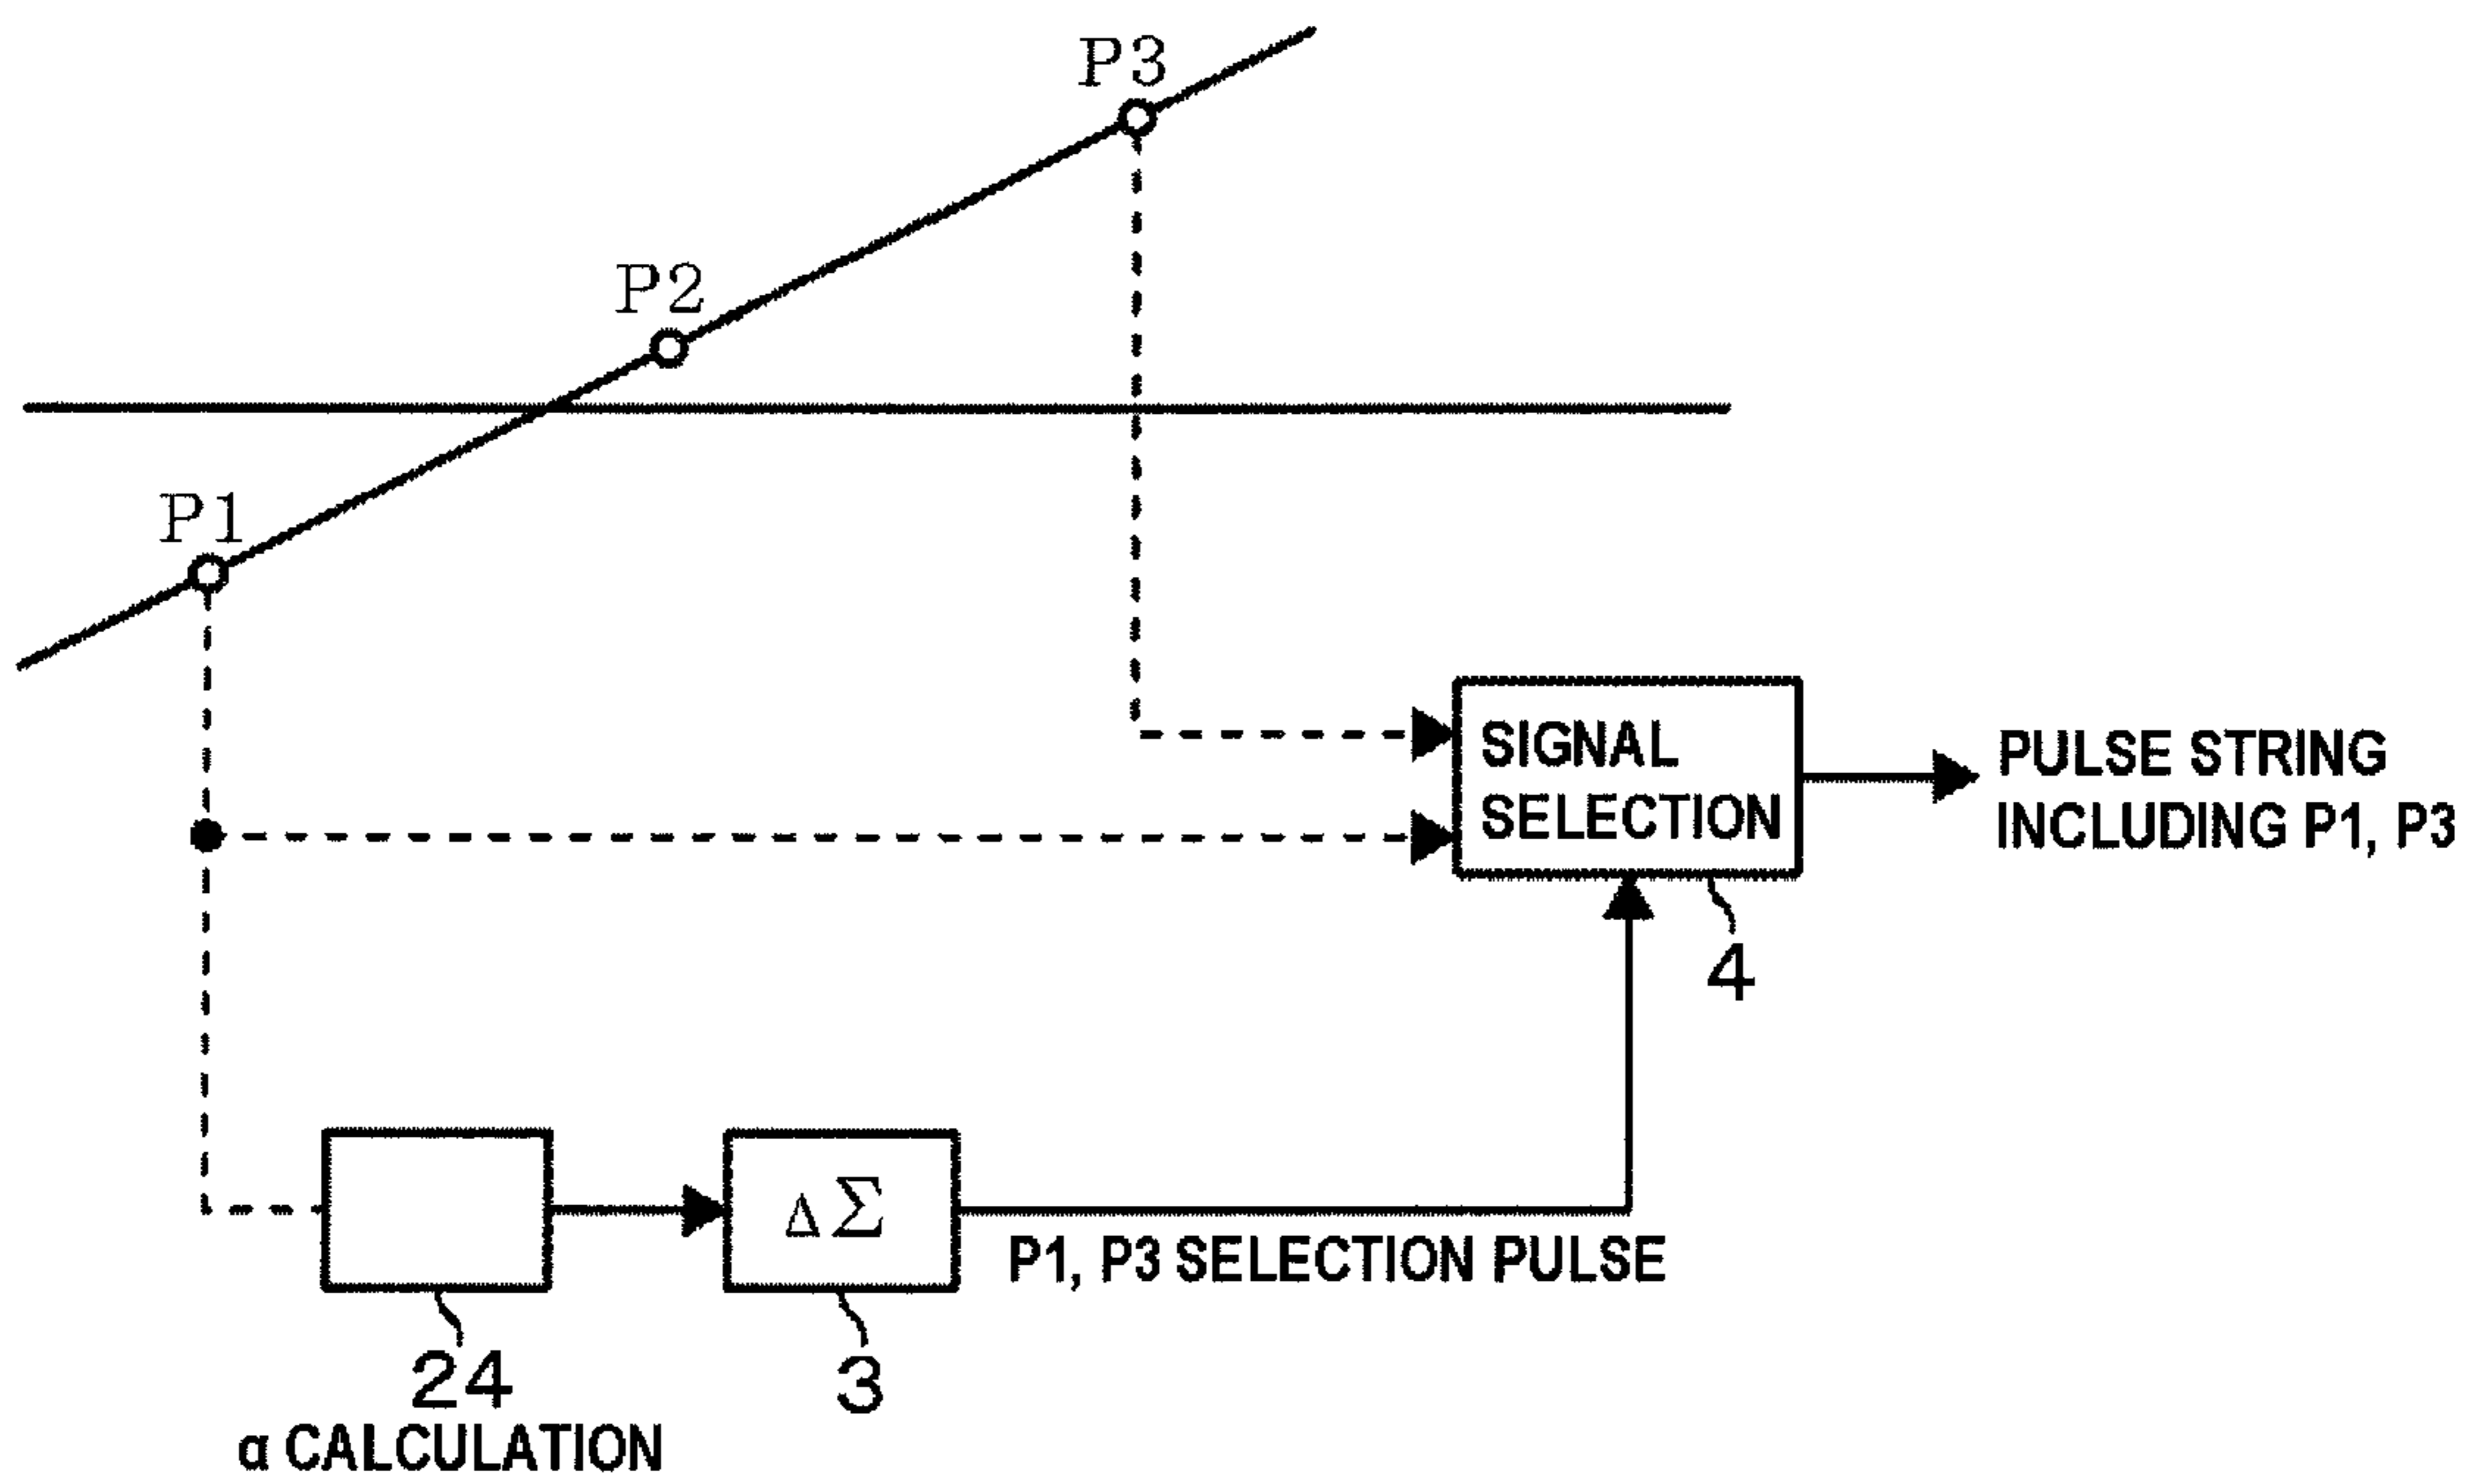 P3
P2
P1
SIGNAL
SELECTION
PULSE STRING
INCLUDING P1, P3
4
ΔΣ
P1, P3 SELECTION PULSE
24
3
α CALCULATION